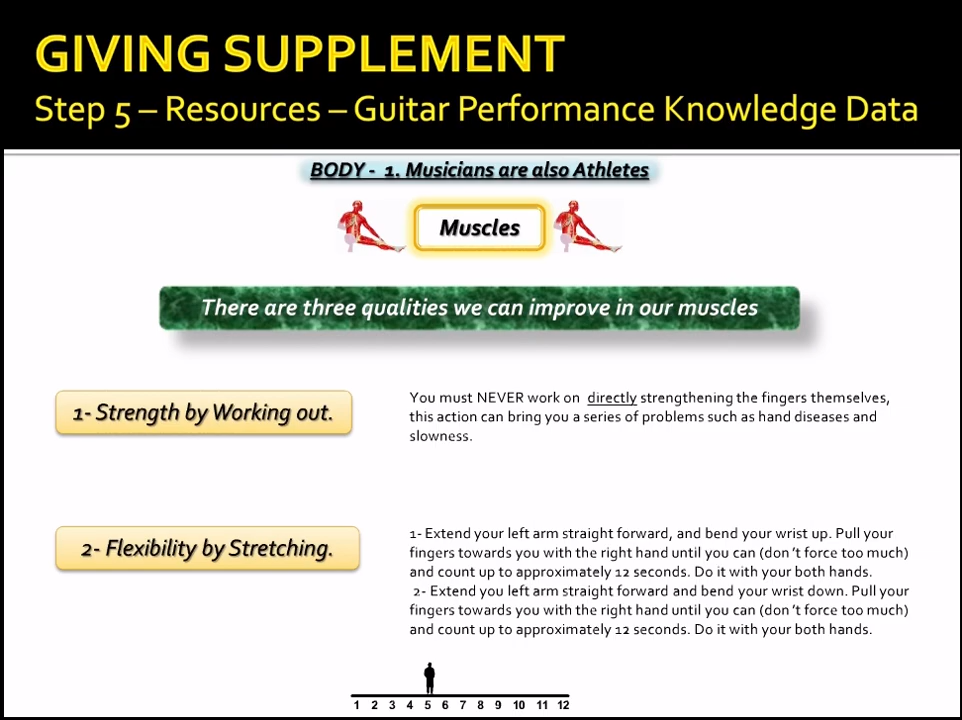 GIVING SUPPLEMENT
Step 5 – Resources – Guitar Performance Knowledge Data
BODY - 1. Musicians are also Athletes
Muscles
There are three qualities we can improve in our muscles
1- Strength by Working out.
You must NEVER work on directly strengthening the fingers themselves,
this action can bring you a series of problems such as hand diseases and
slowness.
2- Flexibility by Stretching.
1- Extend your left arm straight forward, and bend your wrist up. Pull your
fingers towards you with the right hand until you can (don't force too much)
and count up to approximately 12 seconds. Do it with your both hands.
2- Extend you left arm straight forward and bend your wrist down. Pull your
fingers towards you with the right hand until you can (don't force too much)
and count up to approximately 12 seconds. Do it with your both hands.
1 2 3 4 5 6 7 8 9 10 11 12